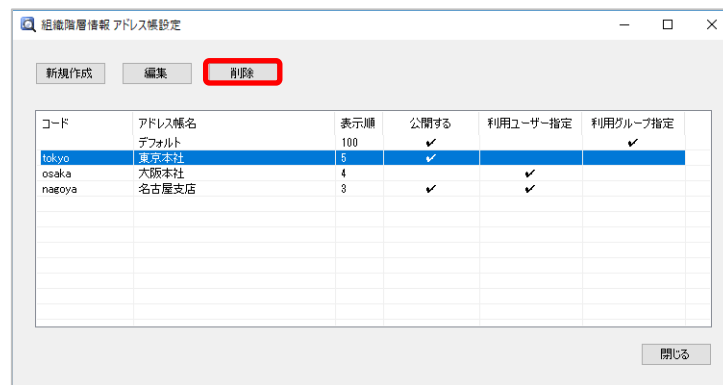 組織階層情報 アドレス帳設定
新規作成 編集 削除
コード アドレス帳名 表示順 公開する 利用ユーザー指定 利用グループ指定
デフォルト 100 ✔ ✔
tokyo 東京本社 5 ✔
osaka 大阪本社 4 ✔
nagoya 名古屋支店 3 ✔ ✔
閉じる